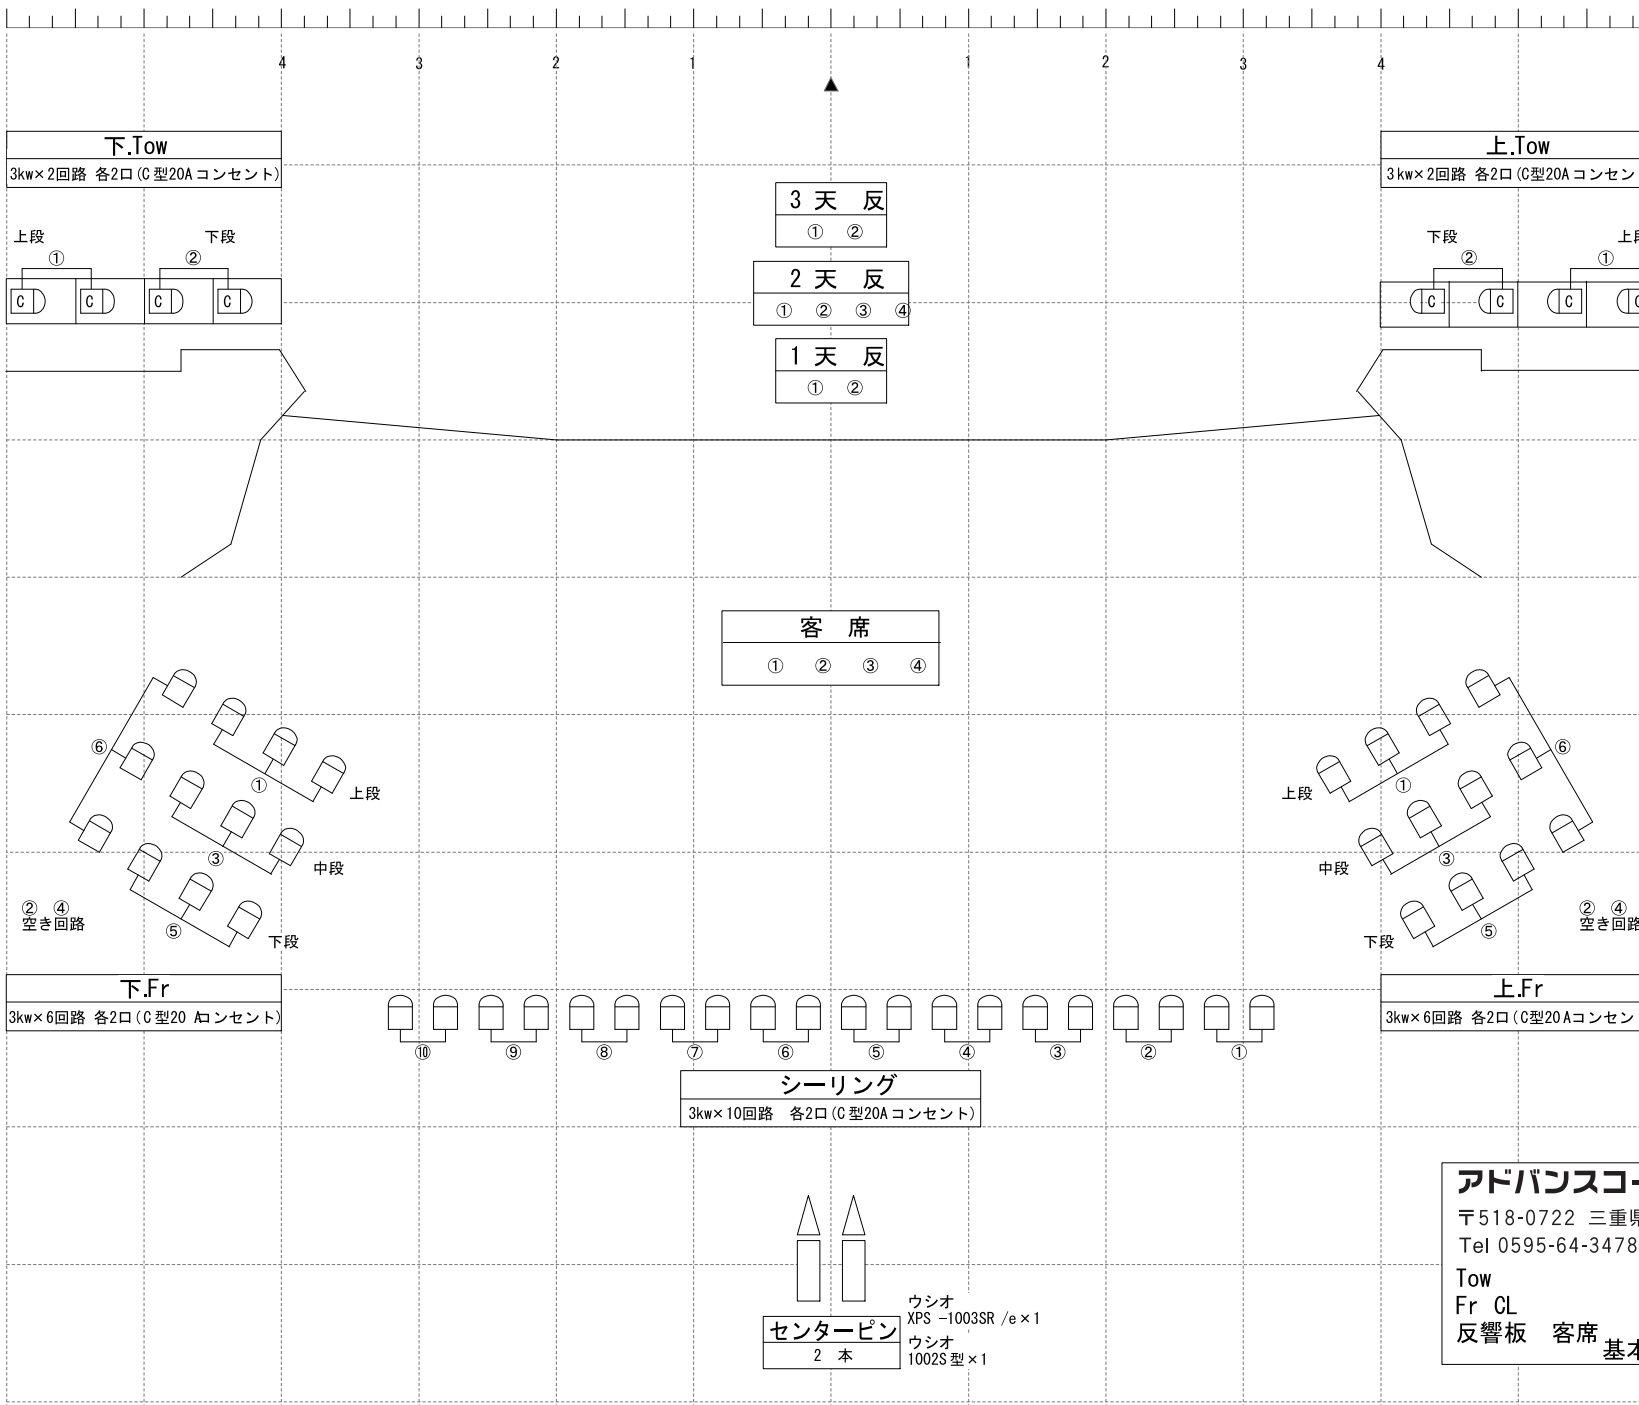 4 3 2 1 1 2 3 4
▲
下.Tow
3kw×2回路 各2口(C型20Aコンセント)
上.Tow
3kw×2回路 各2口(C型20Aコンセン
3 天 反
① ②
上段 下段
① ②
C C C C
2 天 反
① ② ③ ④
下段 上段
② ①
C C C C
1 天 反
① ②
客 席
① ② ③ ④
⑥
①
上段
③
中段
② ④
空き回路
⑤
下段
⑥
上段
①
中段
③
② ④
空き回路
下段
⑤
下.Fr
3kw×6回路 各2口(C型20Aコンセント)
上.Fr
3kw×6回路 各2口(C型20Aコンセン
⑩ ⑨ ⑧ ⑦ ⑥ ⑤ ④ ③ ② ①
シーリング
3kw×10回路 各2口(C型20Aコンセント)
センターピン
2 本
ウシオ
XPS -1003SR /e×1
ウシオ
1002S型×1
アドバンスコー
〒518-0722 三重県
Tel 0595-64-3478
Tow
Fr CL
反響板 客席
基本